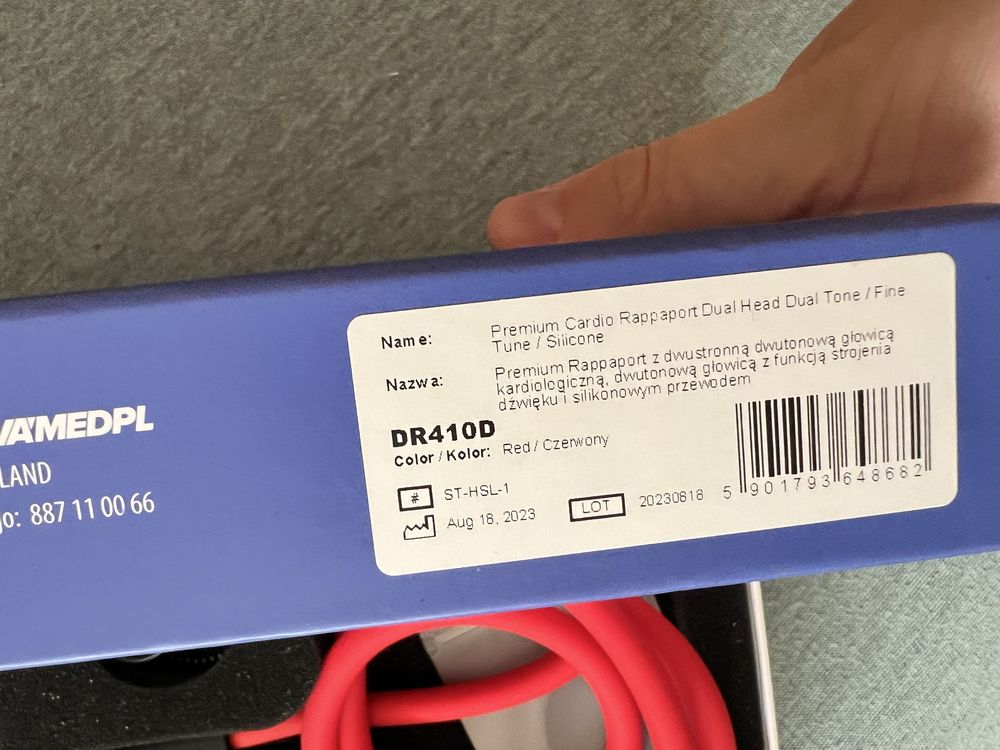 VAMEDPL
LAND
jo: 887 11 00 66
Name: Premium Cardio Rappaport Dual Head Dual Tone / Fine
Tune / Silicone
Nazwa: Premium Rappaport z dwustronną dwutonową głowicą
kardiologiczną, dwutonową głowicą z funkcją strojenia
dźwięku i silikonowym przewodem
DR410D
Color / Kolor: Red / Czerwony
# ST-HSL-1
Aug 18, 2023
LOT 20230818
5 901793 648682